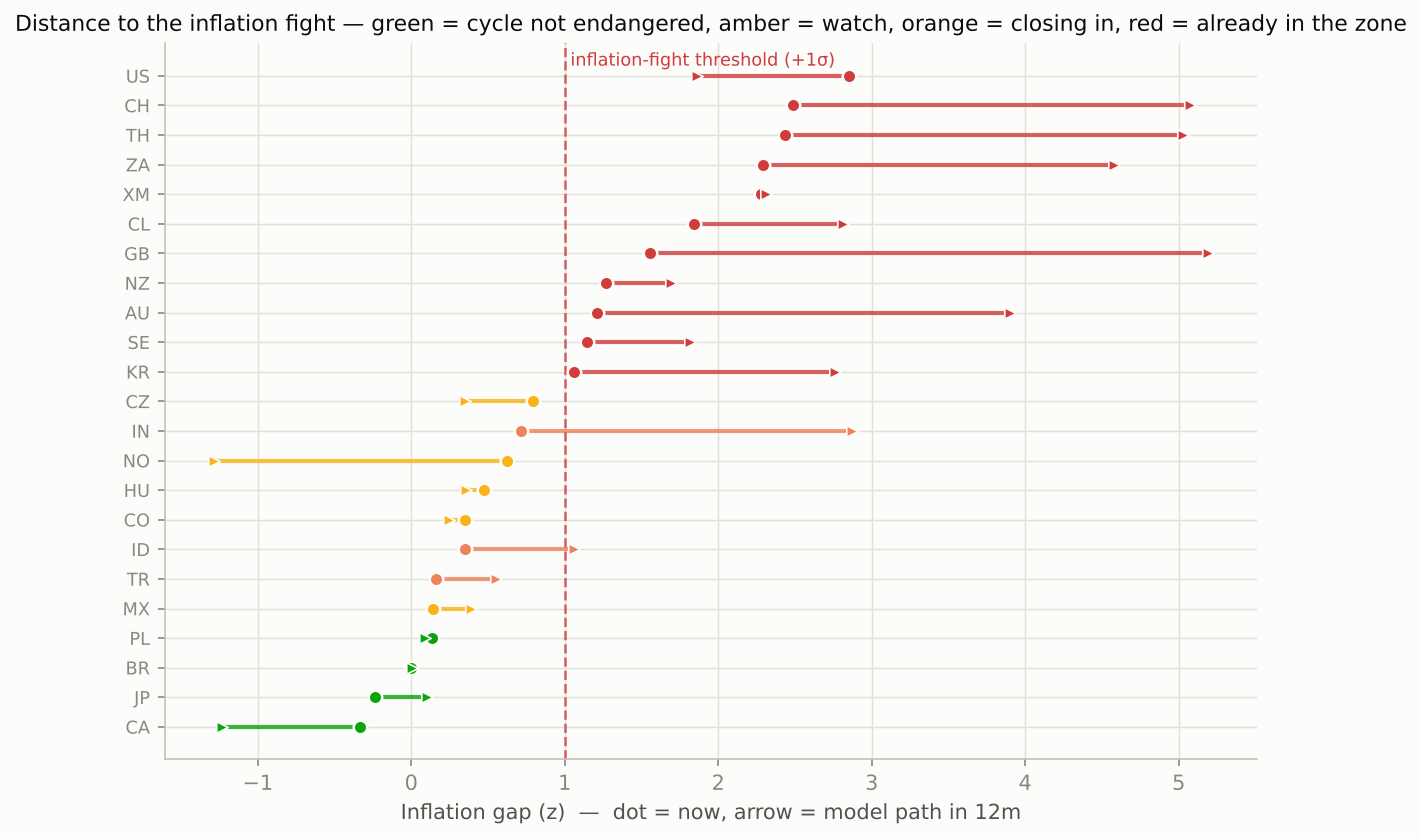 Distance to the inflation fight — green = cycle not endangered, amber = watch, orange = closing in, red = already in the zone
inflation-fight threshold (+1σ)
US
CH
TH
ZA
XM
CL
GB
NZ
AU
SE
KR
CZ
IN
NO
HU
CO
ID
TR
MX
PL
BR
JP
CA
−1 0 1 2 3 4 5
Inflation gap (z) — dot = now, arrow = model path in 12m